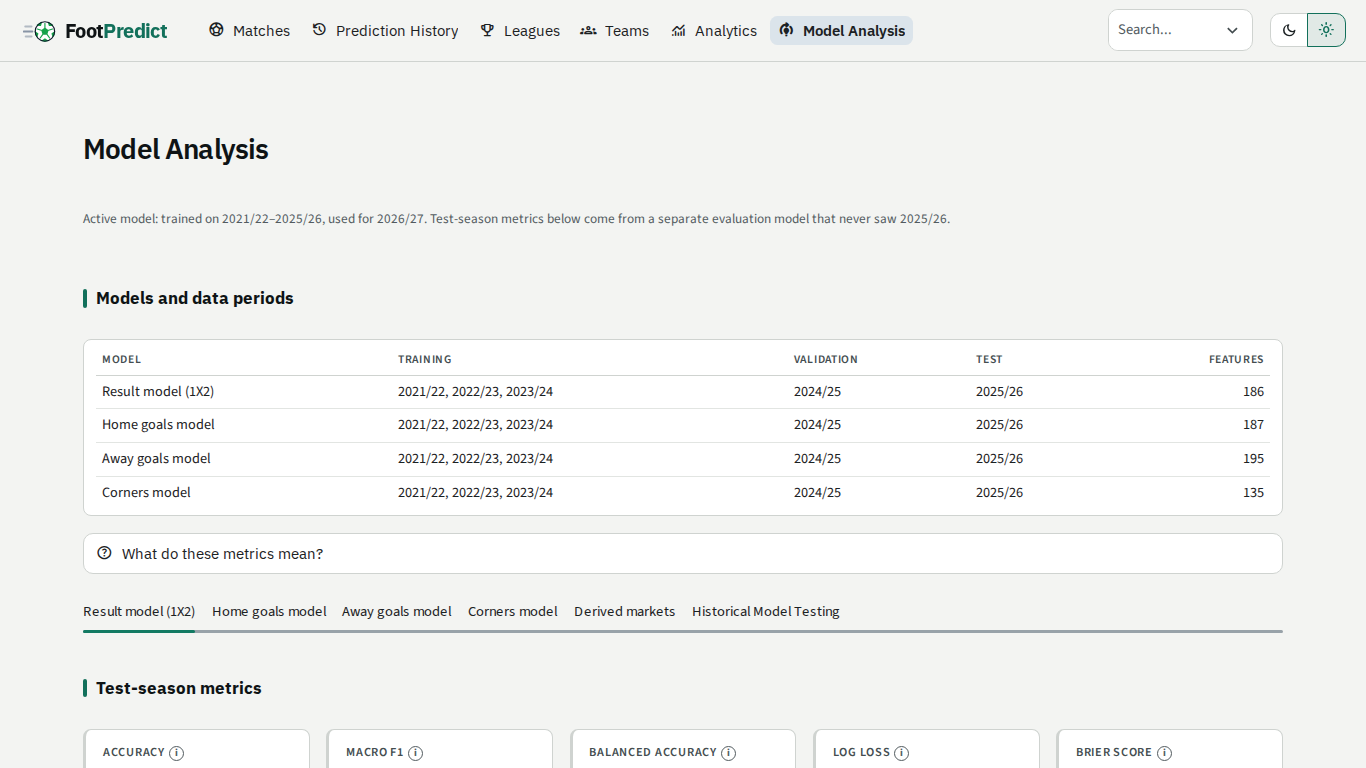 FootPredict Matches Prediction History Leagues Teams Analytics Model Analysis Search...
Model Analysis
Active model: trained on 2021/22–2025/26, used for 2026/27. Test-season metrics below come from a separate evaluation model that never saw 2025/26.
Models and data periods
MODEL TRAINING VALIDATION TEST FEATURES
Result model (1X2) 2021/22, 2022/23, 2023/24 2024/25 2025/26 186
Home goals model 2021/22, 2022/23, 2023/24 2024/25 2025/26 187
Away goals model 2021/22, 2022/23, 2023/24 2024/25 2025/26 195
Corners model 2021/22, 2022/23, 2023/24 2024/25 2025/26 135
What do these metrics mean?
Result model (1X2) Home goals model Away goals model Corners model Derived markets Historical Model Testing
Test-season metrics
ACCURACY MACRO F1 BALANCED ACCURACY LOG LOSS BRIER SCORE